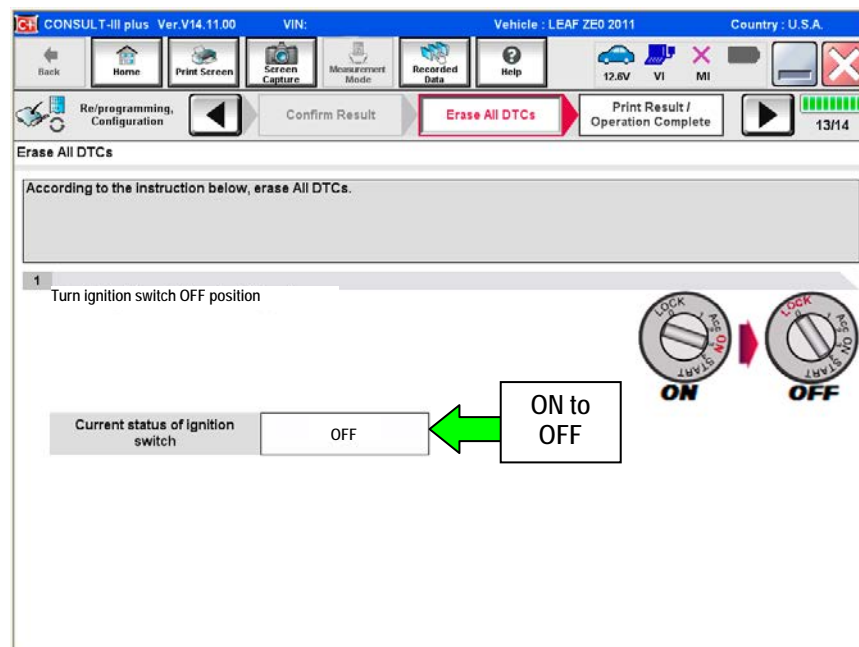 CONSULT-III plus Ver.V14.11.00 VIN: Vehicle : LEAF ZE0 2011 Country : U.S.A.
Back
Home
Print Screen
Screen
Capture
Measurement
Mode
Recorded
Data
Help
12.6V
VI
MI
Re/programming,
Configuration
Confirm Result
Erase All DTCs
Print Result /
Operation Complete
13/14
Erase All DTCs
According to the instruction below, erase All DTCs.
1
Turn ignition switch OFF position
LOCK
Acc
ON
START
ON
LOCK
Acc
ON
START
OFF
Current status of ignition
switch
OFF
ON to
OFF